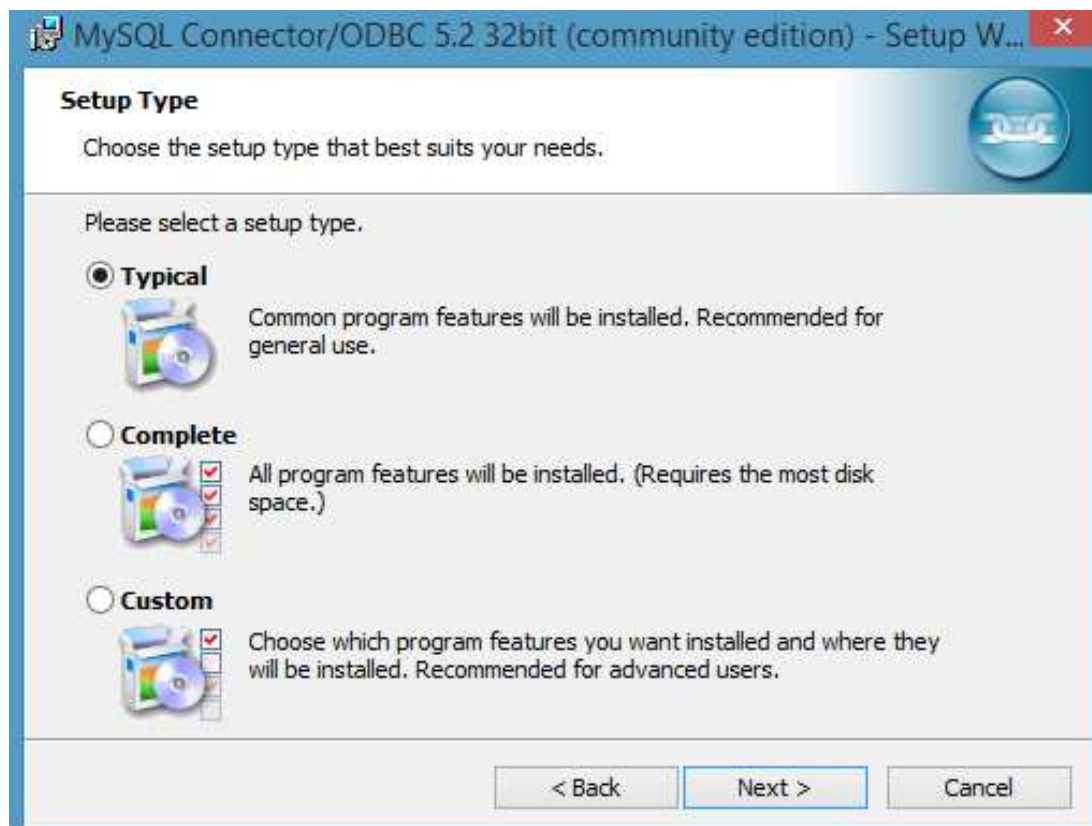 MySQL Connector/ODBC 5.2 32bit (community edition) - Setup W...
Setup Type
Choose the setup type that best suits your needs.
Please select a setup type.
Typical
Common program features will be installed. Recommended for
general use.
Complete
All program features will be installed. (Requires the most disk
space.)
Custom
Choose which program features you want installed and where they
will be installed. Recommended for advanced users.
< Back
Next >
Cancel